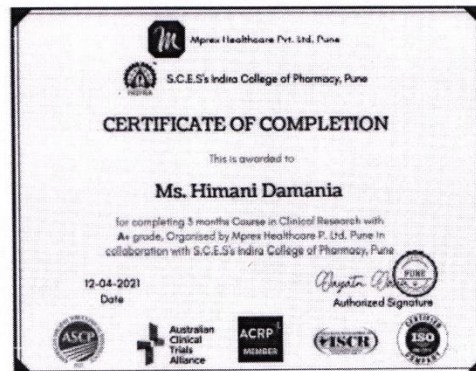 Mprex Healthcare Pvt. Ltd. Pune
S.C.E.S's Indira College of Pharmacy, Pune
CERTIFICATE OF COMPLETION
This is awarded to
Ms. Himani Damania
for completing 3 months Course in Clinical Research with
A+ grade, Organised by Mprex Healthcare P. Ltd. Pune In
collaboration with S.C.E.S's Indira College of Pharmacy, Pune
12-04-2021
Date
PUNE
Authorized Signature
ASCP
Australian
Clinical
Trials
Alliance
ACRP
MEMBER
ISCR
CERTIFIED
ISO
COMPANY